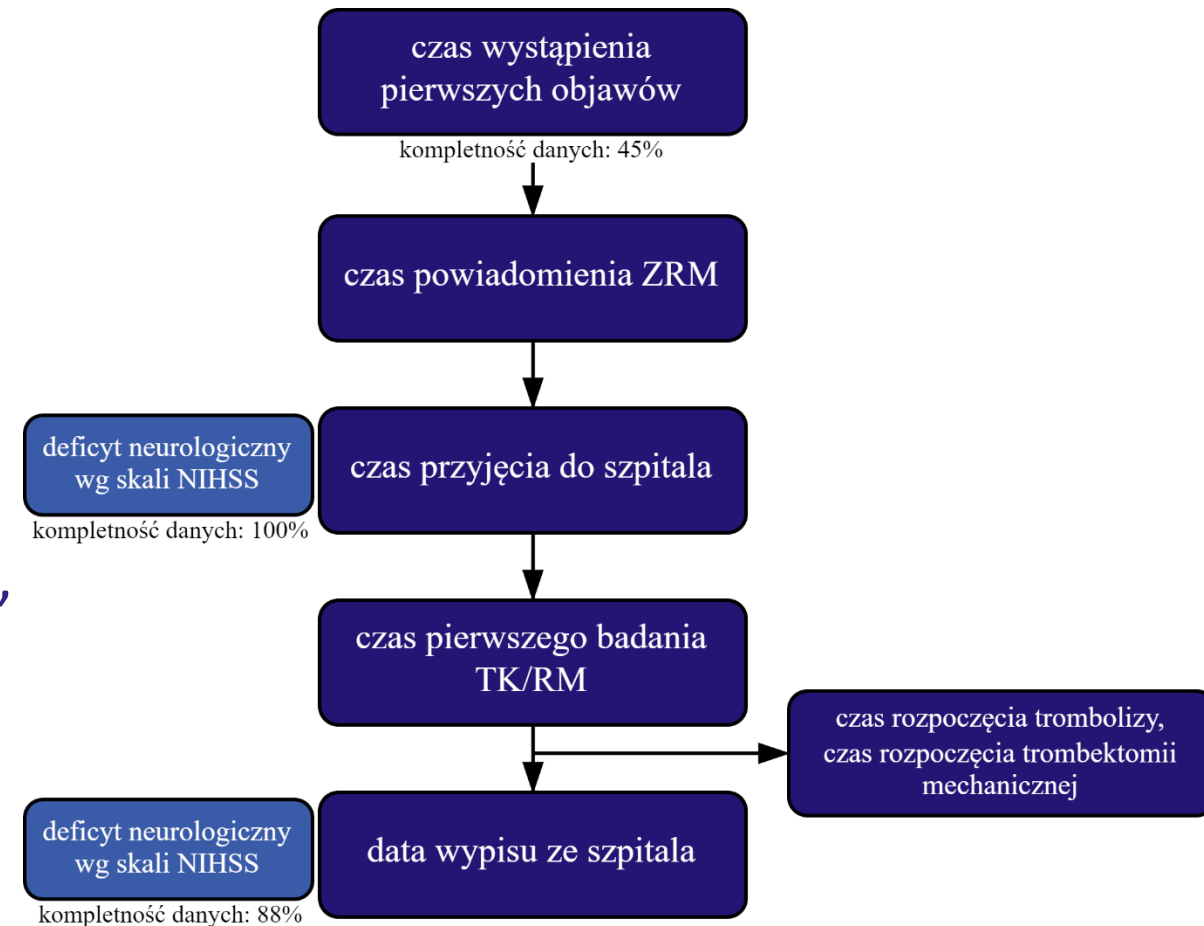 czas wystąpienia
pierwszych objawów
kompletność danych: 45%
czas powiadomienia ZRM
deficyt neurologiczny
wg skali NIHSS
kompletność danych: 100%
czas przyjęcia do szpitala
,
czas pierwszego badania
TK/RM
czas rozpoczęcia trombolizy,
czas rozpoczęcia trombektomii
mechanicznej
deficyt neurologiczny
wg skali NIHSS
kompletność danych: 88%
data wypisu ze szpitala